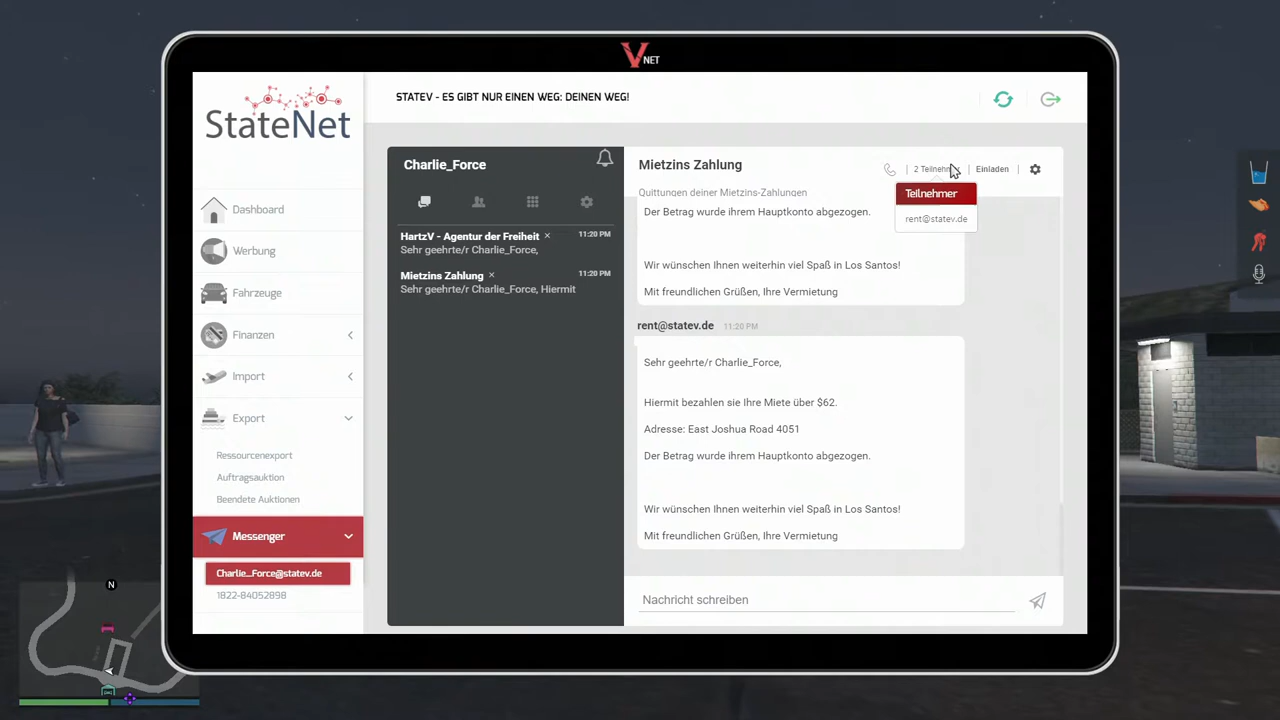 V NET
StateNet
STATEV - ES GIBT NUR EINEN WEG: DEINEN WEG!
Dashboard
Werbung
Fahrzeuge
Finanzen
Import
Export
Ressourcenexport
Auftragsauktion
Beendete Auktionen
Messenger
Charlie_Force@statev.de
1822-84052898
Charlie_Force
HartzV - Agentur der Freiheit × 11:20 PM
Sehr geehrte/r Charlie_Force,
Mietzins Zahlung × 11:20 PM
Sehr geehrte/r Charlie_Force, Hiermit
Mietzins Zahlung
2 Teilnehmer | Einladen |
Quittungen deiner Mietzins-Zahlungen
Teilnehmer
rent@statev.de
Der Betrag wurde ihrem Hauptkonto abgezogen.
Wir wünschen Ihnen weiterhin viel Spaß in Los Santos!
Mit freundlichen Grüßen, Ihre Vermietung
rent@statev.de 11:20 PM
Sehr geehrte/r Charlie_Force,
Hiermit bezahlen sie Ihre Miete über $62.
Adresse: East Joshua Road 4051
Der Betrag wurde ihrem Hauptkonto abgezogen.
Wir wünschen Ihnen weiterhin viel Spaß in Los Santos!
Mit freundlichen Grüßen, Ihre Vermietung
Nachricht schreiben
N